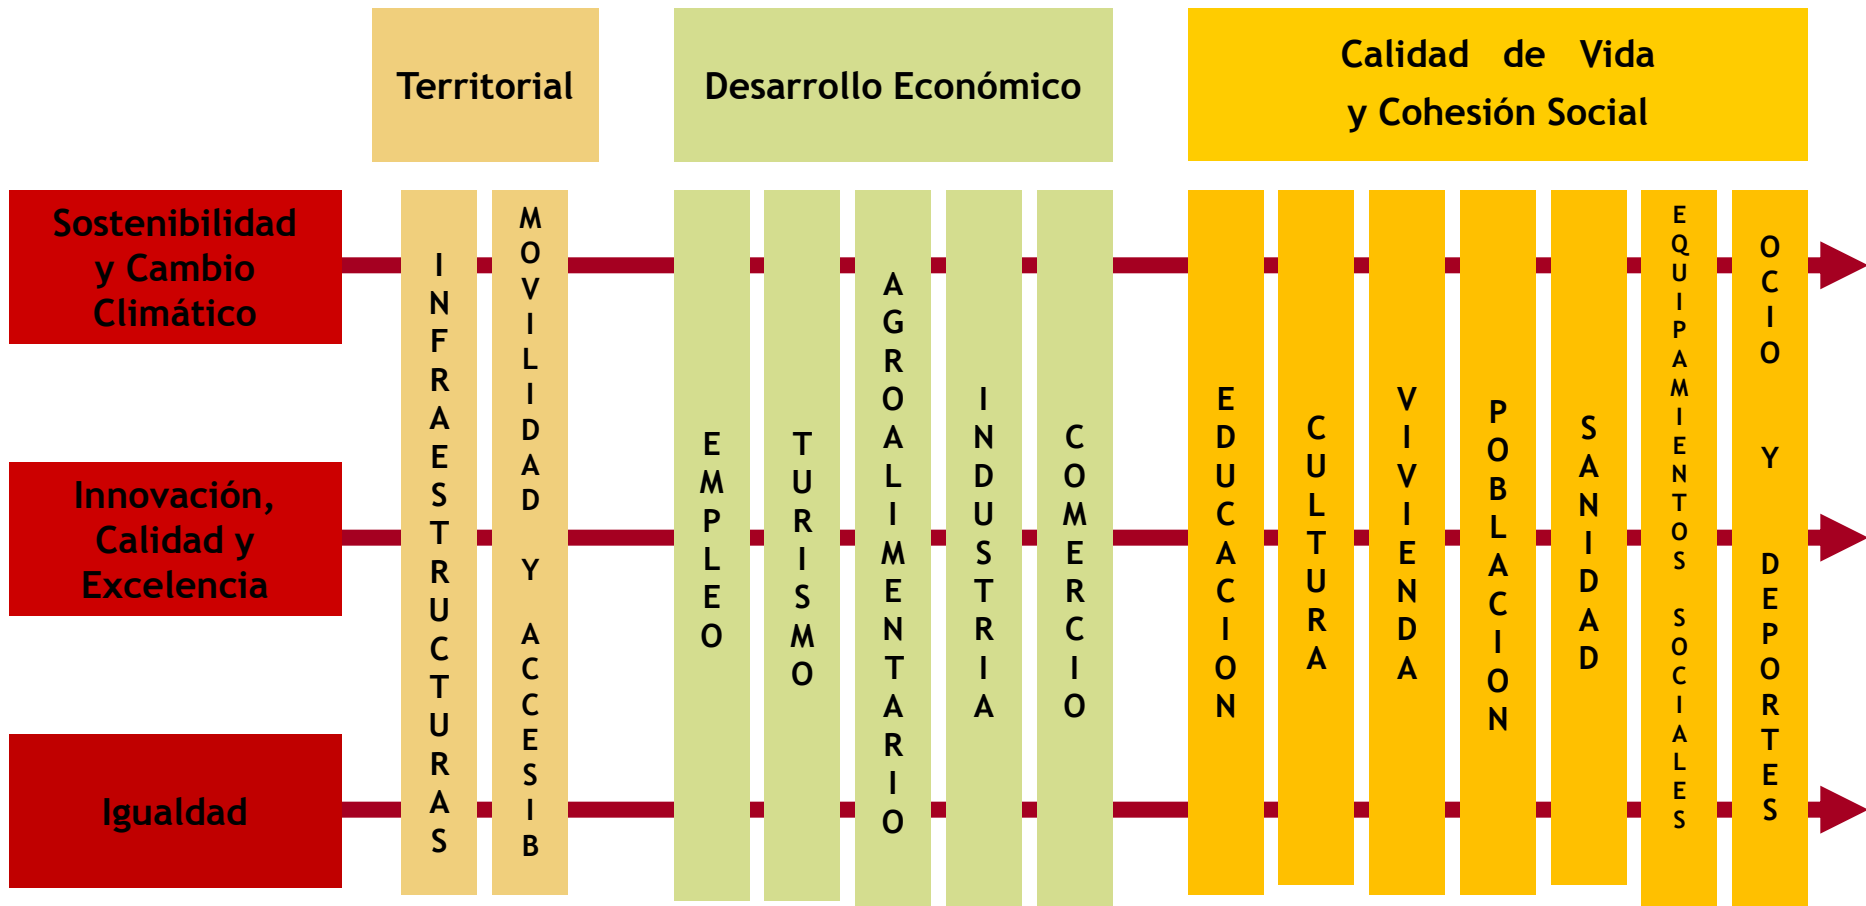 Territorial
Desarrollo Económico
Calidad de Vida
y Cohesión Social
Sostenibilidad
y Cambio
Climático
Innovación,
Calidad y
Excelencia
Igualdad
INFRAESTRUCTURAS
MOVILIDAD Y ACCESIB
EMPLEO
TURISMO
AGROALIMENTARIO
INDUSTRIA
COMERCIO
EDUCACION
CULTURA
VIVIENDA
POBLACION
SANIDAD
EQUIPAMIENTOS SOCIALES
OCIO Y DEPORTES